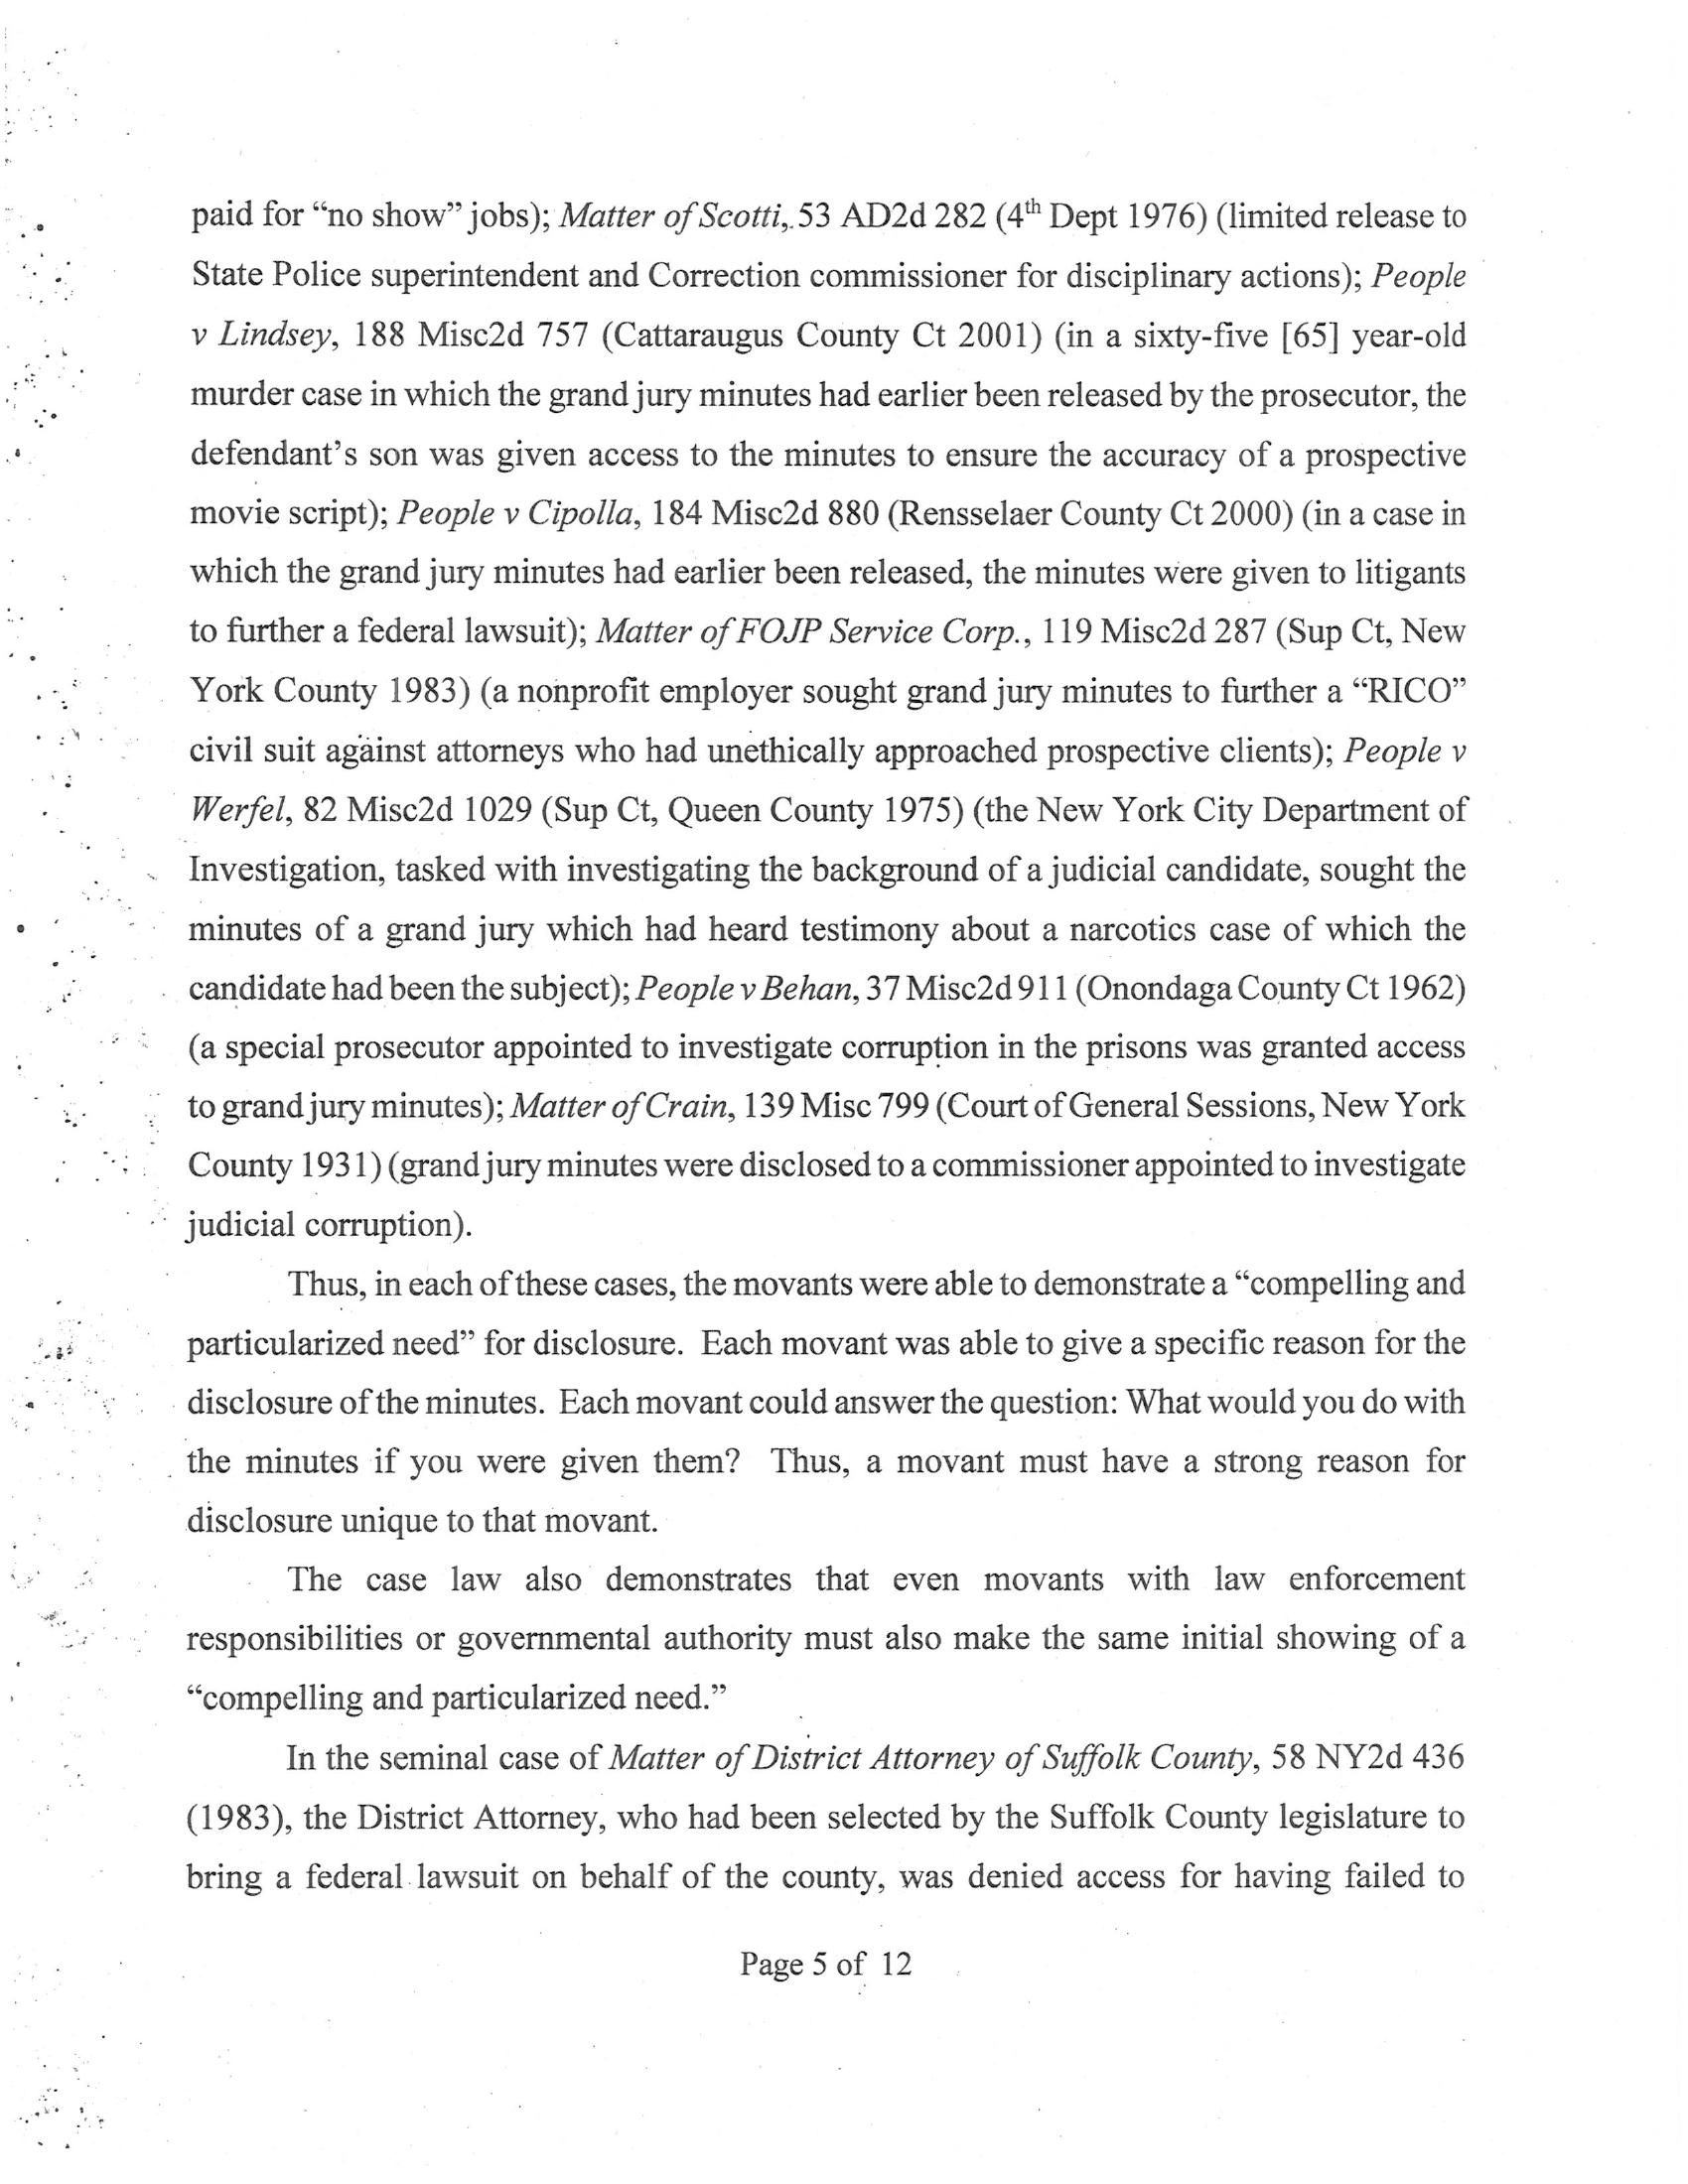 paid for “no show” jobs); Matter of Scotti, 53 AD2d 282 (4th Dept 1976) (limited release to
State Police superintendent and Correction commissioner for disciplinary actions); People
v Lindsey, 188 Misc2d 757 (Cattaraugus County Ct 2001) (in a sixty-five [65] year-old
murder case in which the grand jury minutes had earlier been released by the prosecutor, the
defendant’s son was given access to the minutes to ensure the accuracy of a prospective
movie script); People v Cipolla, 184 Misc2d 880 (Rensselaer County Ct 2000) (in a case in
which the grand jury minutes had earlier been released, the minutes were given to litigants
to further a federal lawsuit); Matter of FOJP Service Corp., 119 Misc2d 287 (Sup Ct, New
York County 1983) (a nonprofit employer sought grand jury minutes to further a “RICO”
civil suit against attorneys who had unethically approached prospective clients); People v
Werfel, 82 Misc2d 1029 (Sup Ct, Queen County 1975) (the New York City Department of
Investigation, tasked with investigating the background of a judicial candidate, sought the
minutes of a grand jury which had heard testimony about a narcotics case of which the
candidate had been the subject); People v Behan, 37 Misc2d 911 (Onondaga County Ct 1962)
(a special prosecutor appointed to investigate corruption in the prisons was granted access
to grand jury minutes); Matter of Crain, 139 Misc 799 (Court of General Sessions, New York
County 1931) (grand jury minutes were disclosed to a commissioner appointed to investigate
judicial corruption).
Thus, in each of these cases, the movants were able to demonstrate a “compelling and
particularized need” for disclosure. Each movant was able to give a specific reason for the
disclosure of the minutes. Each movant could answer the question: What would you do with
the minutes if you were given them? Thus, a movant must have a strong reason for
disclosure unique to that movant.
The case law also demonstrates that even movants with law enforcement
responsibilities or governmental authority must also make the same initial showing of a
“compelling and particularized need.”
In the seminal case of Matter of District Attorney of Suffolk County, 58 NY2d 436
(1983), the District Attorney, who had been selected by the Suffolk County legislature to
bring a federal lawsuit on behalf of the county, was denied access for having failed to
Page 5 of 12